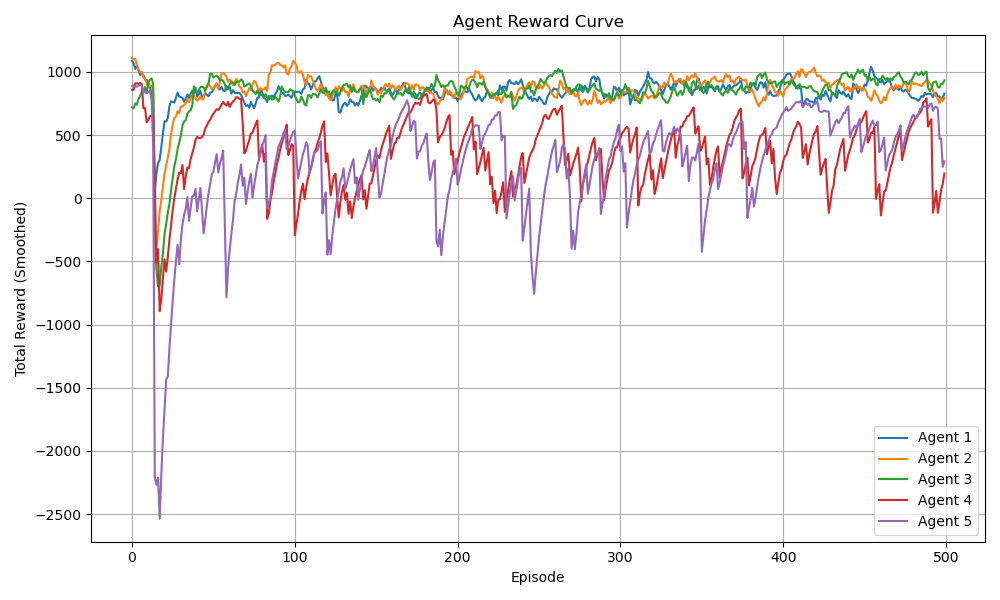 Agent Reward Curve
Total Reward (Smoothed)
1000
500
0
−500
−1000
−1500
−2000
−2500
0 100 200 300 400 500
Episode
Agent 1
Agent 2
Agent 3
Agent 4
Agent 5